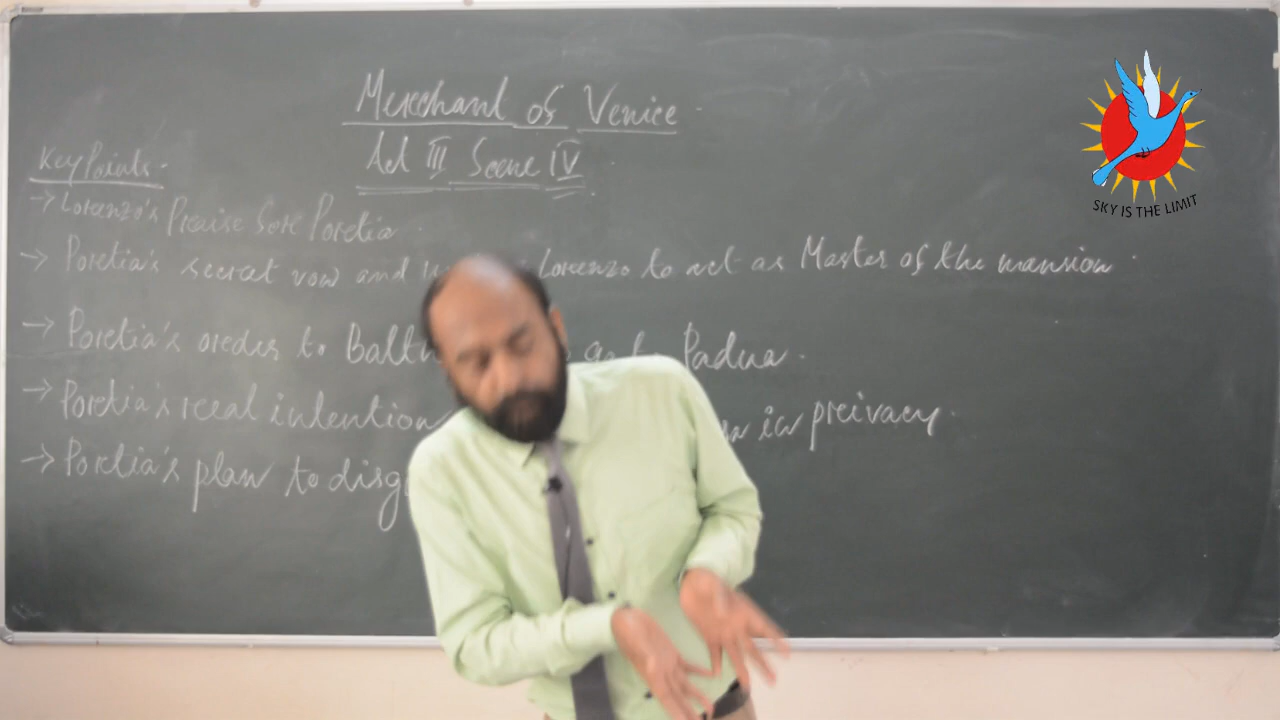 Merchant of Venice
Act III Scene IV
Key Points
→ Lorenzo's Praise for Portia
→ Portia's secret vow and Lorenzo to act as Master of the mansion
→ Portia's orders to Padua
→ Portia's real intention in privacy
→ Portia's plan to
SKY IS THE LIMIT